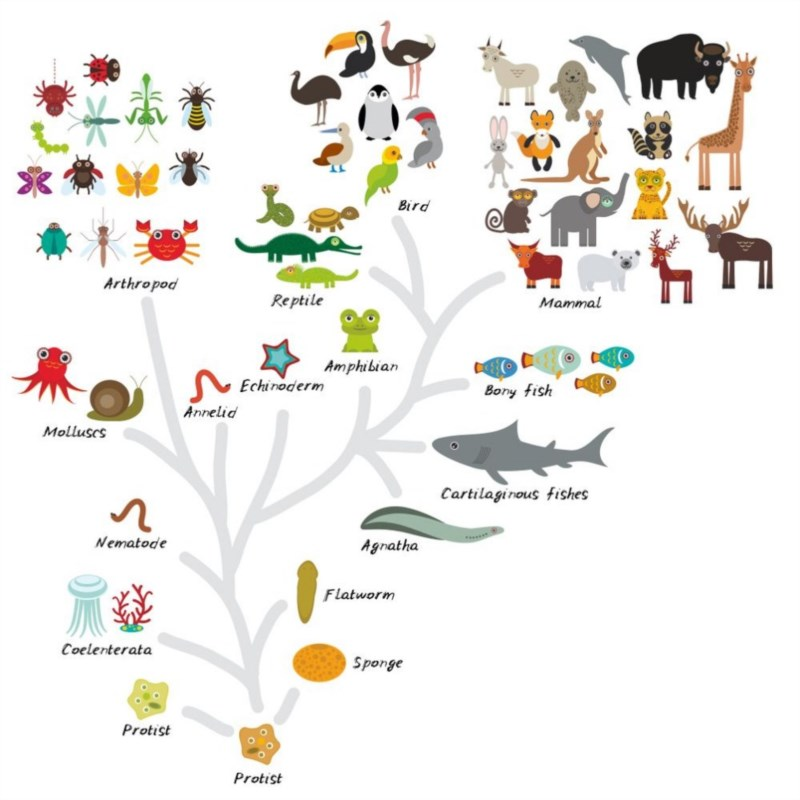 Bird
Arthropod
Reptile
Mammal
Amphibian
Echinoderm
Bony fish
Annelid
Molluscs
Cartilaginous fishes
Nematode
Agnatha
Flatworm
Coelenterata
Sponge
Protist
Protist